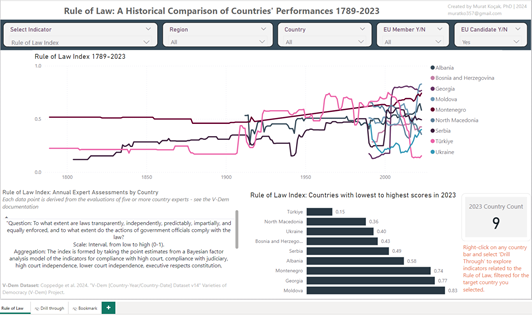 Rule of Law: A Historical Comparison of Countries' Performances 1789-2023
Created by Murat Koçak, PhD | 2024
Select Indicator
Rule of Law Index
Region
All
Country
All
EU Member Y/N
All
EU Candidate Y/N
Yes
Rule of Law Index 1789-2023
1.0
0.5
0.0
1800
1850
1900
1950
2000
Albania
Bosnia and Herzegovina
Georgia
Moldova
Montenegro
North Macedonia
Serbia
Türkiye
Ukraine
Rule of Law Index: Annual Expert Assessments by Country
Each data point is derived from the evaluations of five or more country experts - see the V-Dem
documentation
"Question: To what extent are laws transparently, independently, predictably, impartially, and
equally enforced, and to what extent do the actions of government officials comply with the
law?
Scale: Interval, from low to high (0-1).
Aggregation: The index is formed by taking the point estimates from a Bayesian factor
analysis model of the indicators for compliance with high court, compliance with judiciary,
high court independence, lower court independence, executive respects constitution.
V-Dem Dataset: Coppedge et al. 2024. "V-Dem [Country-Year/Country-Date] Dataset v14" Varieties of
Democracy (V-Dem) Project.
Rule of Law Index: Countries with lowest to highest scores in 2023
Türkiye 0.15
North Macedonia 0.36
Ukraine 0.40
Bosnia and Herzego... 0.43
Serbia 0.49
Albania 0.58
Montenegro 0.74
Georgia 0.77
Moldova 0.83
2023 Country Count
9
Right-click on any country
bar and select 'Drill
Through' to explore
indicators related to the
Rule of Law, filtered for the
target country you
selected.
Rule of Law
Drill through
Bookmark
+